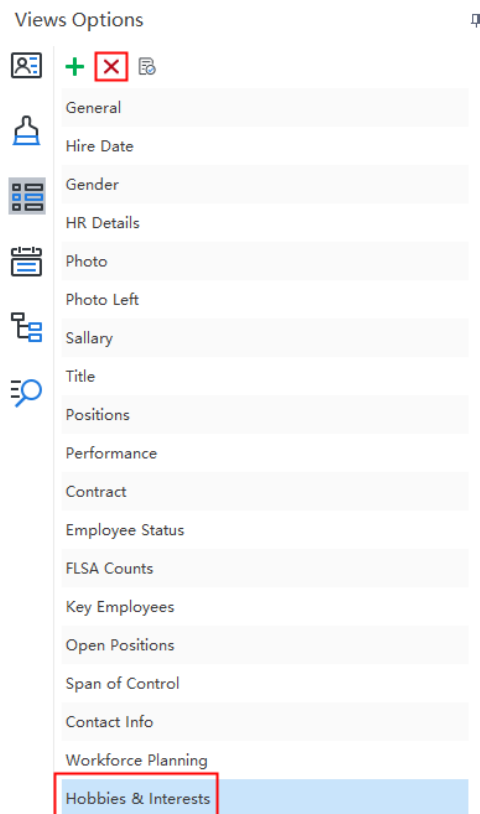 Views Options
General
Hire Date
Gender
HR Details
Photo
Photo Left
Sallary
Title
Positions
Performance
Contract
Employee Status
FLSA Counts
Key Employees
Open Positions
Span of Control
Contact Info
Workforce Planning
Hobbies & Interests